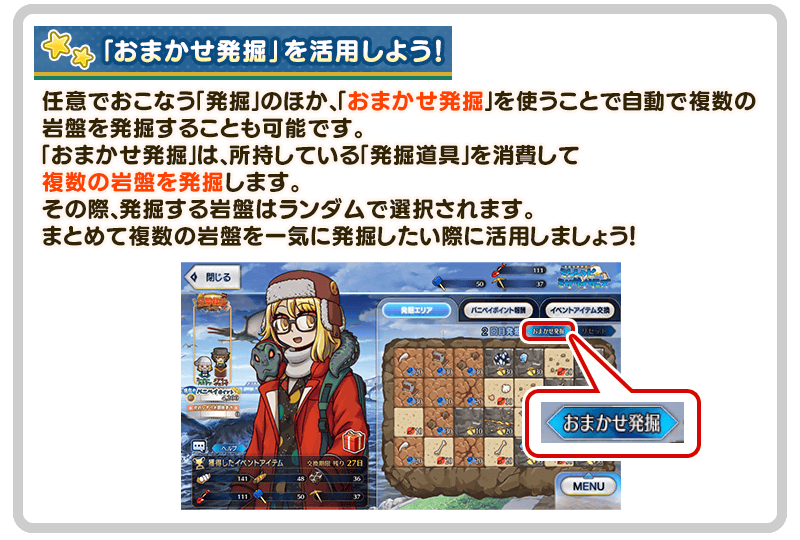 「おまかせ発掘」を活用しよう!
任意でおこなう「発掘」のほか、「おまかせ発掘」を使うことで自動で複数の
岩盤を発掘することも可能です。
「おまかせ発掘」は、所持している「発掘道具」を消費して
複数の岩盤を発掘します。
その際、発掘する岩盤はランダムで選択されます。
まとめて複数の岩盤を一気に発掘したい際に活用しましょう!
閉じる
111
50
37
発掘エリア
バニベイポイント報酬
イベントアイテム交換
2回目発掘
おまかせ発掘
リセット
おまかせ発掘
ヘルプ
獲得したイベントアイテム
交換期限 残り 27日
141
48
36
111
50
37
MENU